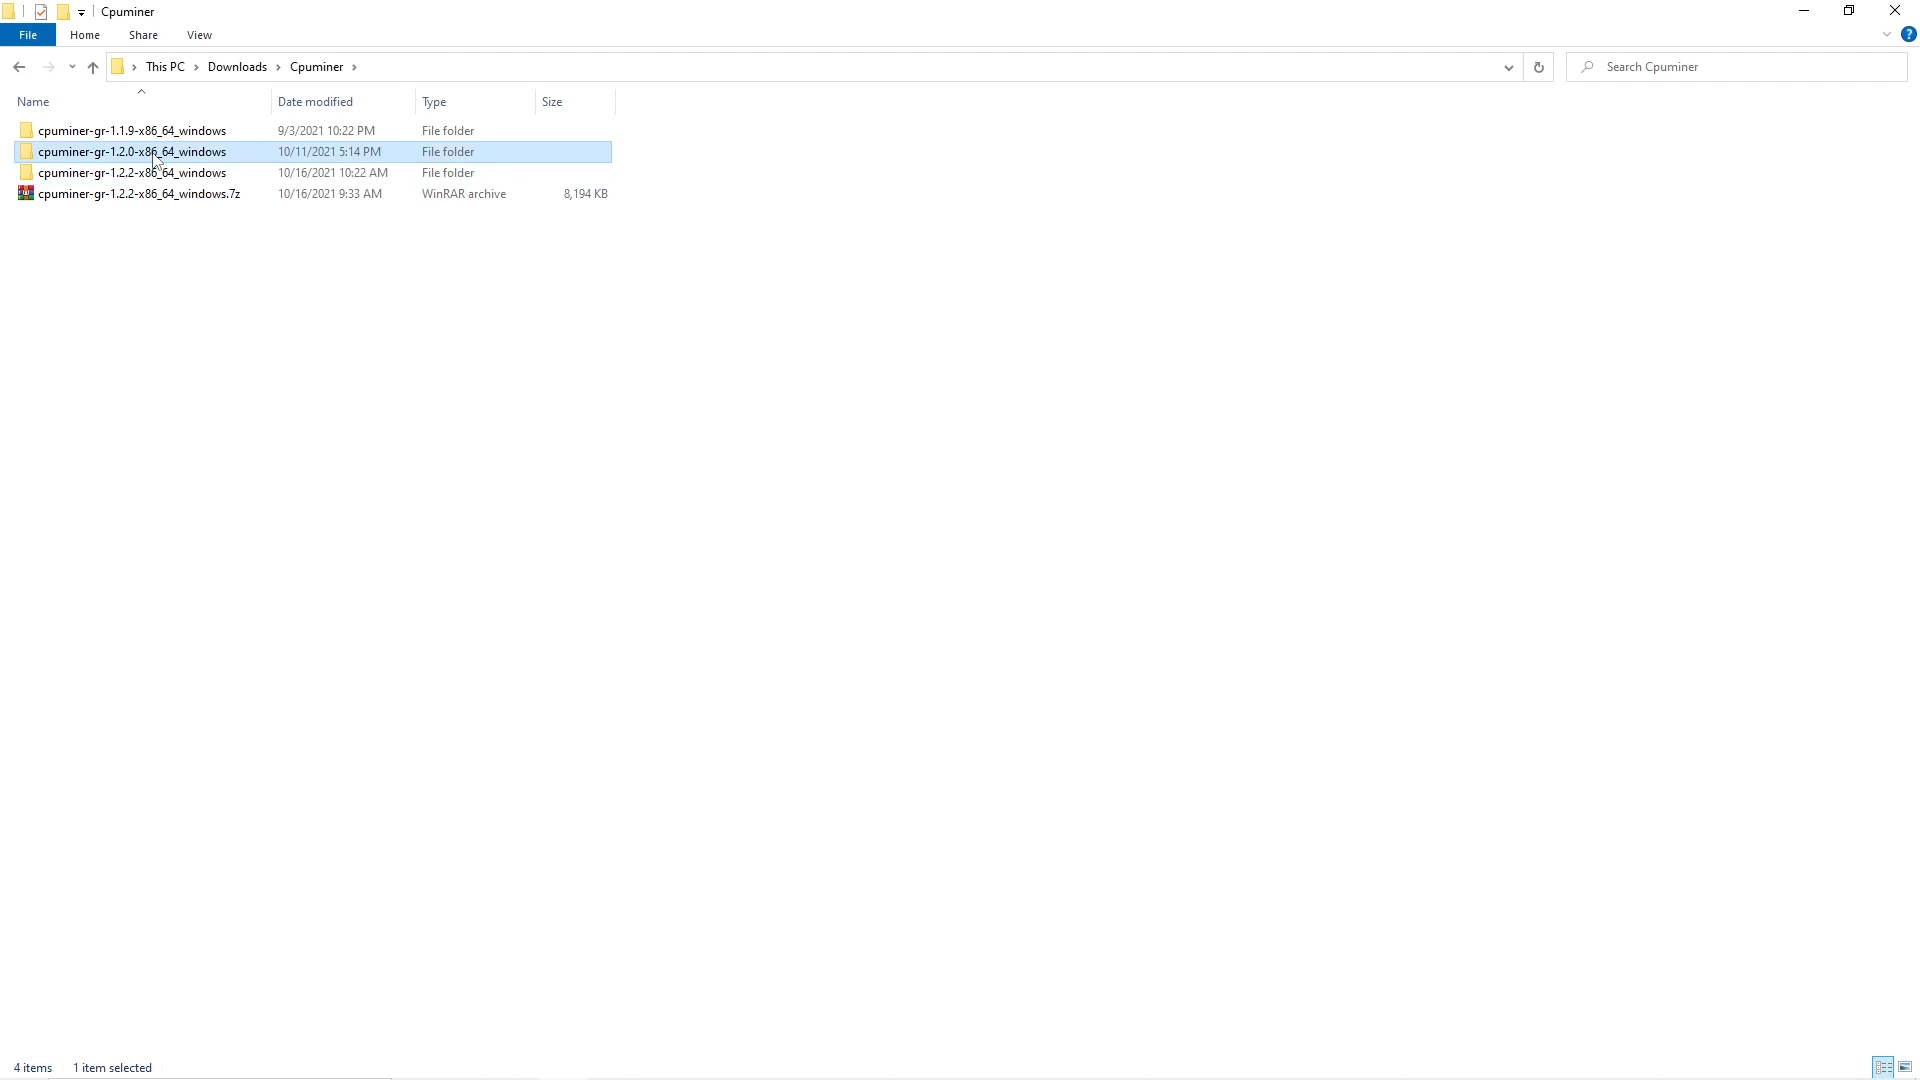 Cpuminer
File Home Share View
This PC > Downloads > Cpuminer >
Search Cpuminer
Name Date modified Type Size
cpuminer-gr-1.1.9-x86_64_windows 9/3/2021 10:22 PM File folder
cpuminer-gr-1.2.0-x86_64_windows 10/11/2021 5:14 PM File folder
cpuminer-gr-1.2.2-x86_64_windows 10/16/2021 10:22 AM File folder
cpuminer-gr-1.2.2-x86_64_windows.7z 10/16/2021 9:33 AM WinRAR archive 8,194 KB
4 items 1 item selected